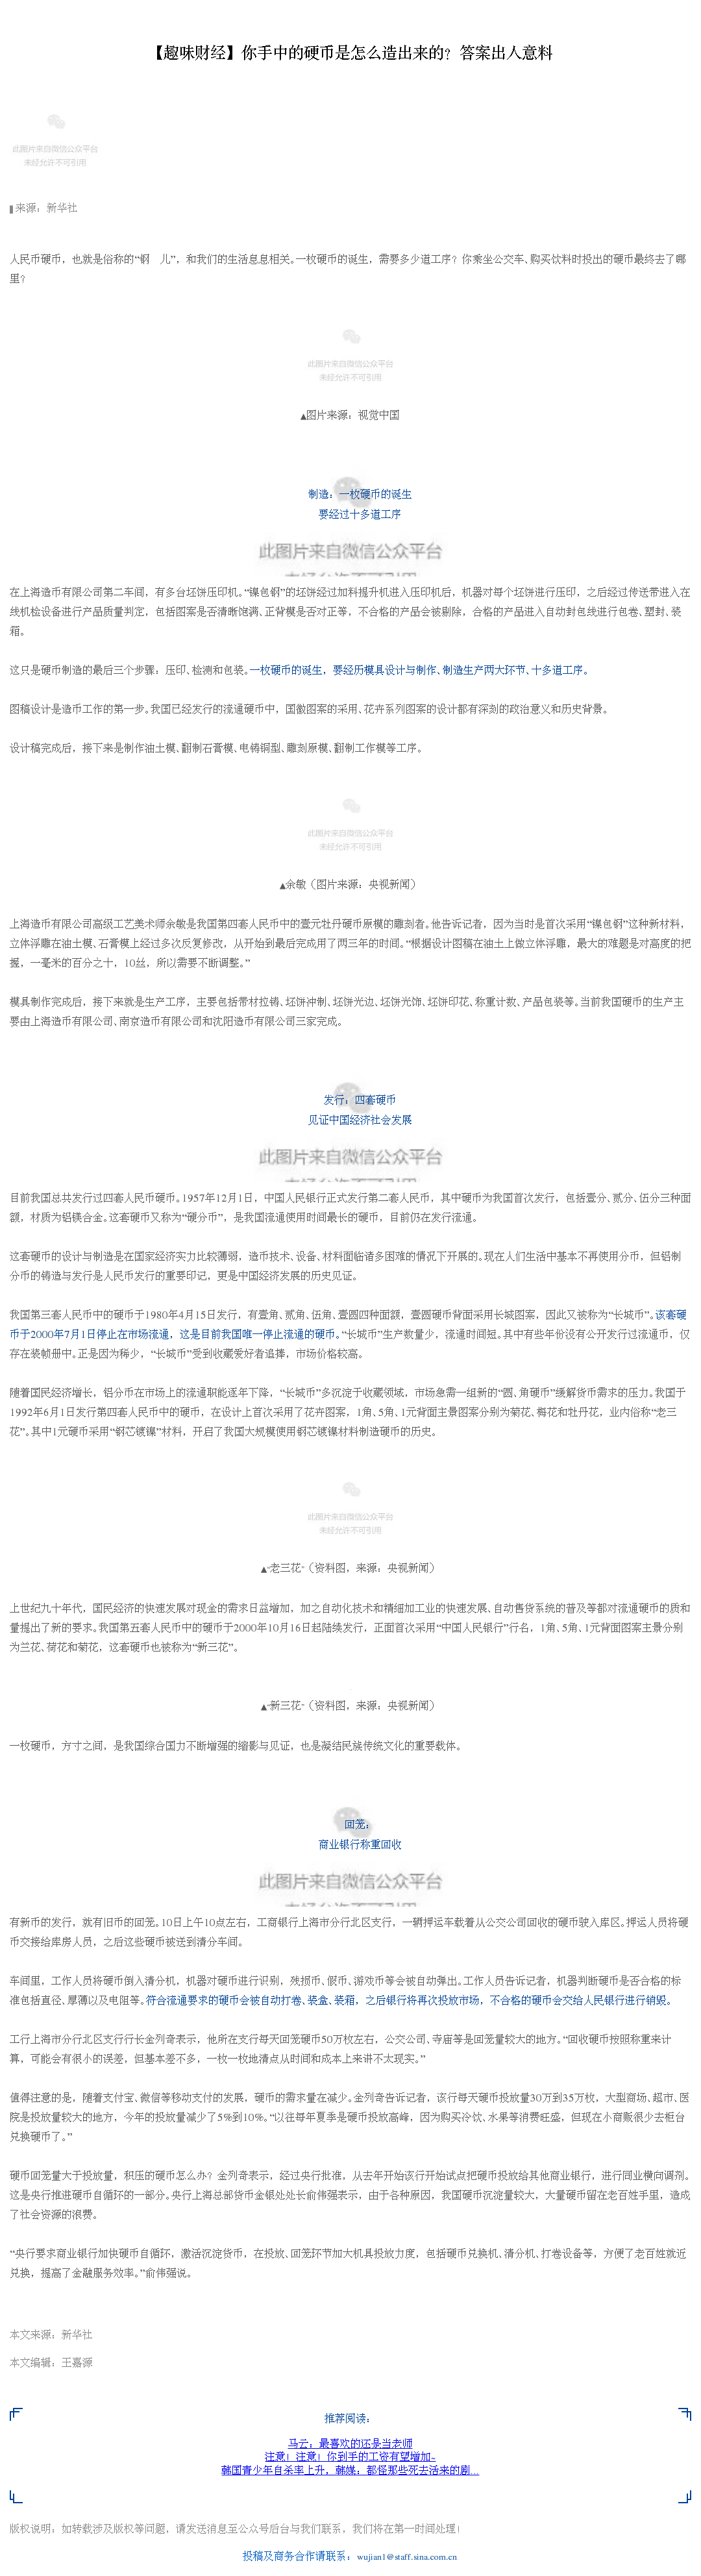 【趣味财经】你手中的硬币是怎么造出来的？答案出人意料
此图片来自微信公众平台
未经允许不可引用
来源：新华社
人民币硬币，也就是俗称的“钢 儿”，和我们的生活息息相关。一枚硬币的诞生，需要多少道工序？你乘坐公交车、购买饮料时投出的硬币最终去了哪
里？
此图片来自微信公众平台
未经允许不可引用
▲图片来源：视觉中国
制造：一枚硬币的诞生
要经过十多道工序
此图片来自微信公众平台
在上海造币有限公司第二车间，有多台坯饼压印机。“镍包钢”的坯饼经过加料提升机进入压印机后，机器对每个坯饼进行压印，之后经过传送带进入在
线机检设备进行产品质量判定，包括图案是否清晰饱满、正背模是否对正等，不合格的产品会被剔除，合格的产品进入自动封包线进行包卷、塑封、装
箱。
这只是硬币制造的最后三个步骤：压印、检测和包装。一枚硬币的诞生，要经历模具设计与制作、制造生产两大环节、十多道工序。
图稿设计是造币工作的第一步。我国已经发行的流通硬币中，国徽图案的采用、花卉系列图案的设计都有深刻的政治意义和历史背景。
设计稿完成后，接下来是制作油土模、翻制石膏模、电铸铜型、雕刻原模、翻制工作模等工序。
此图片来自微信公众平台
未经允许不可引用
▲余敏（图片来源：央视新闻）
上海造币有限公司高级工艺美术师余敏是我国第四套人民币中的壹元牡丹硬币原模的雕刻者。他告诉记者，因为当时是首次采用“镍包钢”这种新材料，
立体浮雕在油土模、石膏模上经过多次反复修改，从开始到最后完成用了两三年的时间。“根据设计图稿在油土上做立体浮雕，最大的难题是对高度的把
握，一毫米的百分之十，10丝，所以需要不断调整。”
模具制作完成后，接下来就是生产工序，主要包括带材拉铸、坯饼冲制、坯饼光边、坯饼光饰、坯饼印花、称重计数、产品包装等。当前我国硬币的生产主
要由上海造币有限公司、南京造币有限公司和沈阳造币有限公司三家完成。
发行：四套硬币
见证中国经济社会发展
此图片来自微信公众平台
目前我国总共发行过四套人民币硬币。1957年12月1日，中国人民银行正式发行第二套人民币，其中硬币为我国首次发行，包括壹分、贰分、伍分三种面
额，材质为铝镁合金。这套硬币又称为“硬分币”，是我国流通使用时间最长的硬币，目前仍在发行流通。
这套硬币的设计与制造是在国家经济实力比较薄弱，造币技术、设备、材料面临诸多困难的情况下开展的。现在人们生活中基本不再使用分币，但铝制
分币的铸造与发行是人民币发行的重要印记，更是中国经济发展的历史见证。
我国第三套人民币中的硬币于1980年4月15日发行，有壹角、贰角、伍角、壹圆四种面额，壹圆硬币背面采用长城图案，因此又被称为“长城币”。该套硬
币于2000年7月1日停止在市场流通，这是目前我国唯一停止流通的硬币。“长城币”生产数量少，流通时间短。其中有些年份没有公开发行过流通币，仅
存在装帧册中。正是因为稀少，“长城币”受到收藏爱好者追捧，市场价格较高。
随着国民经济增长，铝分币在市场上的流通职能逐年下降，“长城币”多沉淀于收藏领域，市场急需一组新的“圆、角硬币”缓解货币需求的压力。我国于
1992年6月1日发行第四套人民币中的硬币，在设计上首次采用了花卉图案，1角、5角、1元背面主景图案分别为菊花、梅花和牡丹花，业内俗称“老三
花”。其中1元硬币采用“钢芯镀镍”材料，开启了我国大规模使用钢芯镀镍材料制造硬币的历史。
此图片来自微信公众平台
未经允许不可引用
▲“老三花”（资料图，来源：央视新闻）
上世纪九十年代，国民经济的快速发展对现金的需求日益增加，加之自动化技术和精细加工业的快速发展、自动售货系统的普及等都对流通硬币的质和
量提出了新的要求。我国第五套人民币中的硬币于2000年10月16日起陆续发行，正面首次采用“中国人民银行”行名，1角、5角、1元背面图案主景分别
为兰花、荷花和菊花，这套硬币也被称为“新三花”。
▲“新三花”（资料图，来源：央视新闻）
一枚硬币，方寸之间，是我国综合国力不断增强的缩影与见证，也是凝结民族传统文化的重要载体。
回笼：
商业银行称重回收
此图片来自微信公众平台
有新币的发行，就有旧币的回笼。10日上午10点左右，工商银行上海市分行北区支行，一辆押运车载着从公交公司回收的硬币驶入库区。押运人员将硬
币交接给库房人员，之后这些硬币被送到清分车间。
车间里，工作人员将硬币倒入清分机，机器对硬币进行识别，残损币、假币、游戏币等会被自动弹出。工作人员告诉记者，机器判断硬币是否合格的标
准包括直径、厚薄以及电阻等。符合流通要求的硬币会被自动打卷、装盒、装箱，之后银行将再次投放市场，不合格的硬币会交给人民银行进行销毁。
工行上海市分行北区支行行长金列奇表示，他所在支行每天回笼硬币50万枚左右，公交公司、寺庙等是回笼量较大的地方。“回收硬币按照称重来计
算，可能会有很小的误差，但基本差不多，一枚一枚地清点从时间和成本上来讲不太现实。”
值得注意的是，随着支付宝、微信等移动支付的发展，硬币的需求量在减少。金列奇告诉记者，该行每天硬币投放量30万到35万枚，大型商场、超市、医
院是投放量较大的地方，今年的投放量减少了5%到10%。“以往每年夏季是硬币投放高峰，因为购买冷饮、水果等消费旺盛，但现在小商贩很少去柜台
兑换硬币了。”
硬币回笼量大于投放量，积压的硬币怎么办？金列奇表示，经过央行批准，从去年开始该行开始试点把硬币投放给其他商业银行，进行同业横向调剂。
这是央行推进硬币自循环的一部分。央行上海总部货币金银处处长俞伟强表示，由于各种原因，我国硬币沉淀量较大，大量硬币留在老百姓手里，造成
了社会资源的浪费。
“央行要求商业银行加快硬币自循环，激活沉淀货币，在投放、回笼环节加大机具投放力度，包括硬币兑换机、清分机、打卷设备等，方便了老百姓就近
兑换，提高了金融服务效率。”俞伟强说。
本文来源：新华社
本文编辑：王嘉源
推荐阅读：
马云：最喜欢的还是当老师
注意！注意！你到手的工资有望增加~
韩国青少年自杀率上升，韩媒：都怪那些死去活来的剧...
版权说明：如转载涉及版权等问题，请发送消息至公众号后台与我们联系，我们将在第一时间处理！
投稿及商务合作请联系：wujian1@staff.sina.com.cn